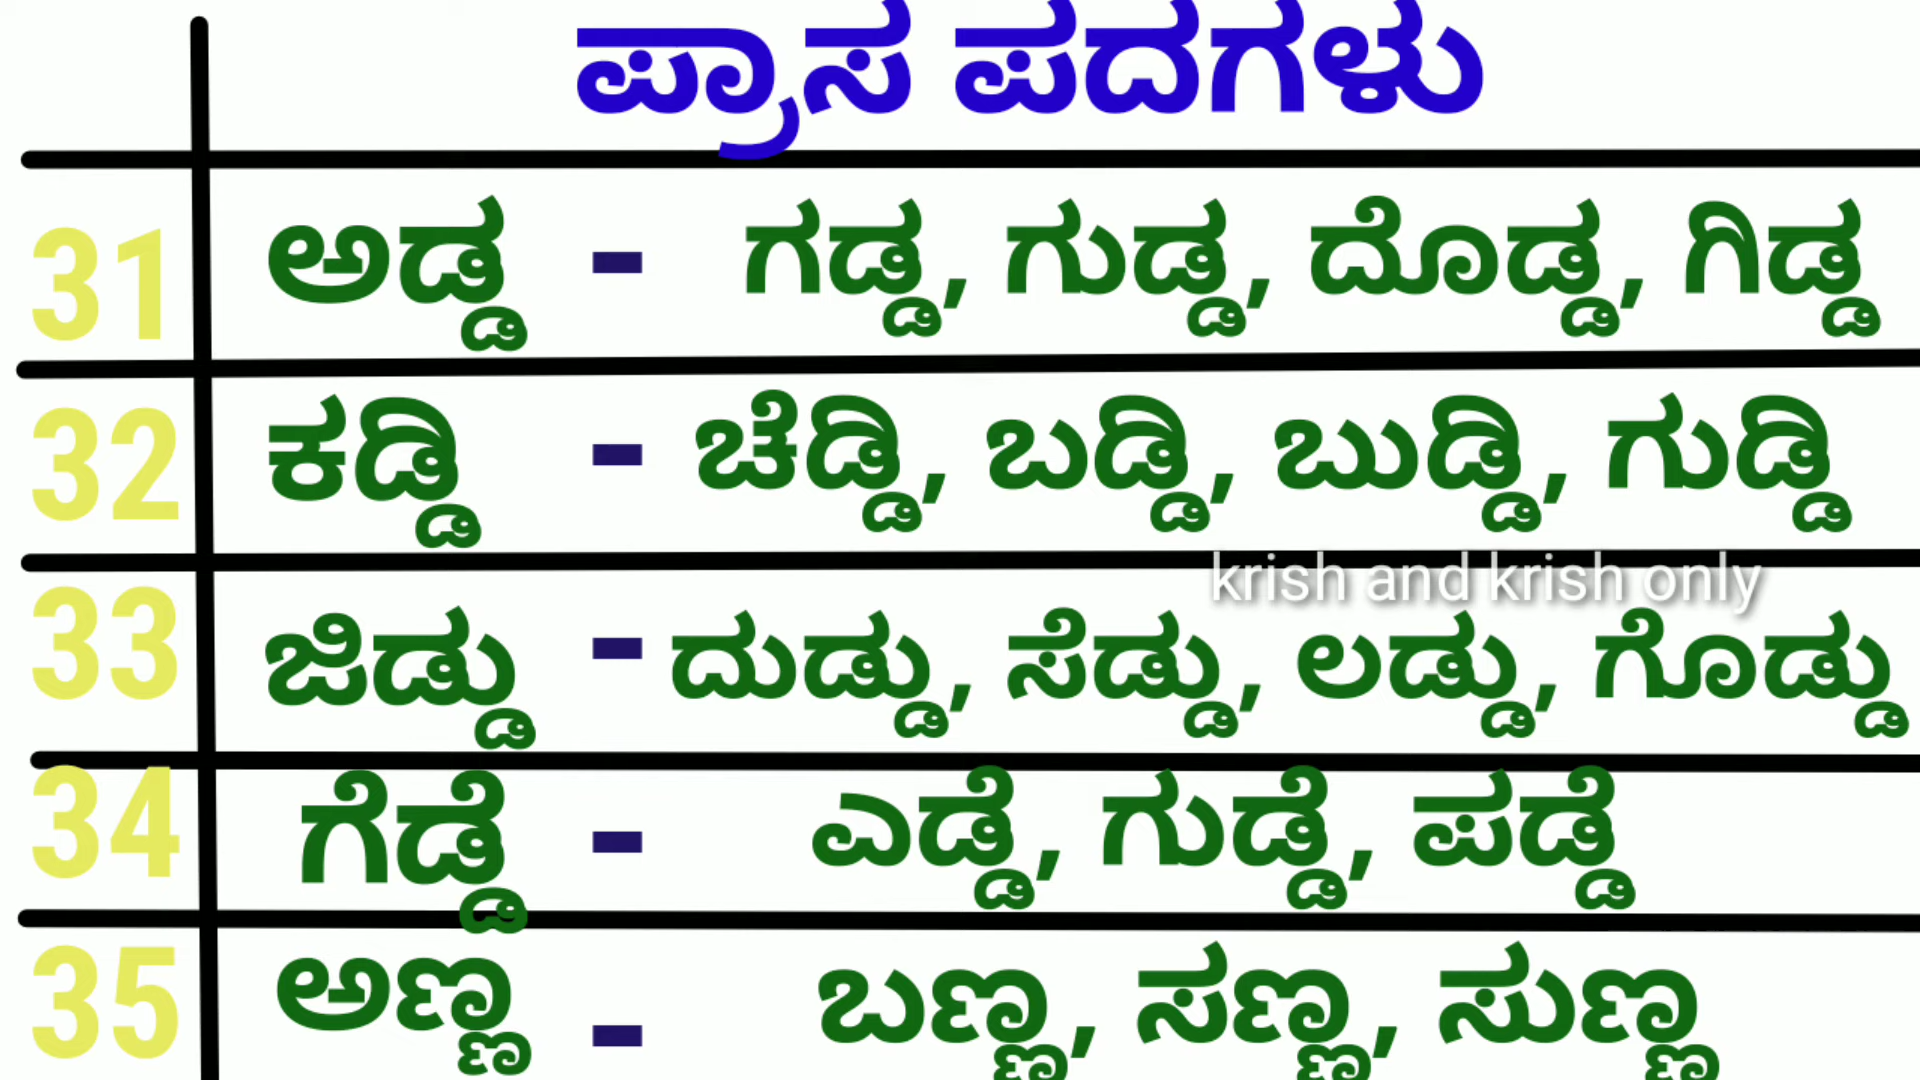 ಪ್ರಾಸ ಪದಗಳು
31 ಅಡ್ಡ - ಗಡ್ಡ, ಗುಡ್ಡ, ದೊಡ್ಡ, ಗಿಡ್ಡ
32 ಕಡ್ಡಿ - ಚೆಡ್ಡಿ, ಬಡ್ಡಿ, ಬುಡ್ಡಿ, ಗುಡ್ಡಿ
krish and krish only
33 ಜಿಡ್ಡು - ದುಡ್ಡು, ಸೆಡ್ಡು, ಲಡ್ಡು, ಗೊಡ್ಡು
34 ಗೆಡ್ಡೆ - ಎಡ್ಡೆ, ಗುಡ್ಡೆ, ಪಡ್ಡೆ
35 ಅಣ್ಣ - ಬಣ್ಣ, ಸಣ್ಣ, ಸುಣ್ಣ